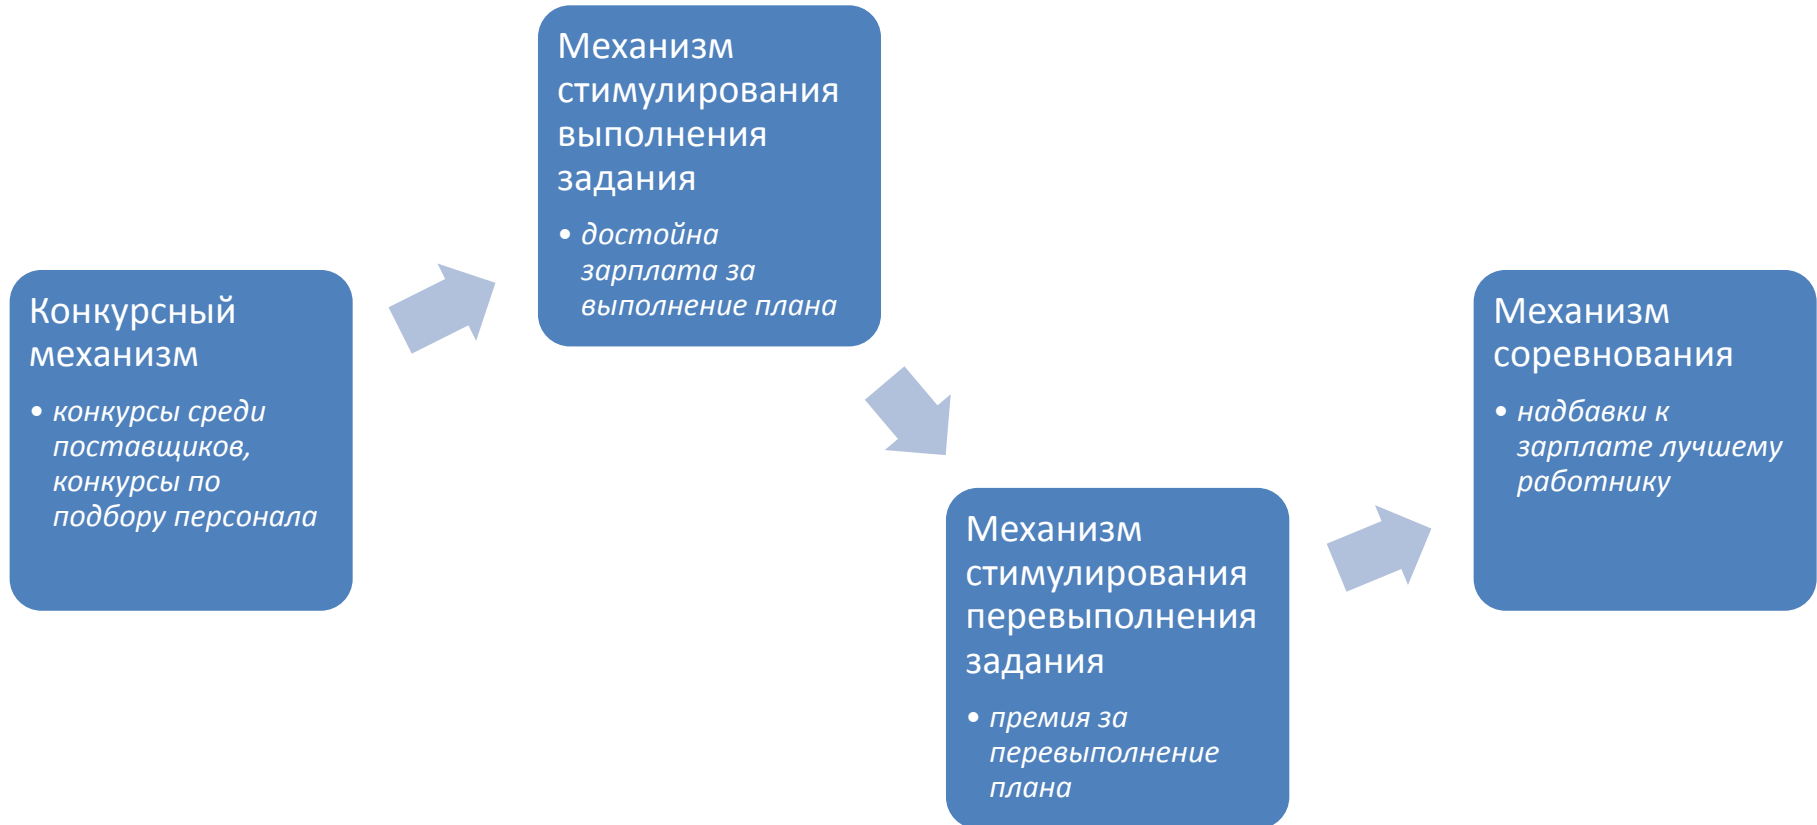 Конкурсный
механизм
• конкурсы среди
поставщиков,
конкурсы по
подбору персонала
Механизм
стимулирования
выполнения
задания
• достойна
зарплата за
выполнение плана
Механизм
стимулирования
перевыполнения
задания
• премия за
перевыполнение
плана
Механизм
соревнования
• надбавки к
зарплате лучшему
работнику